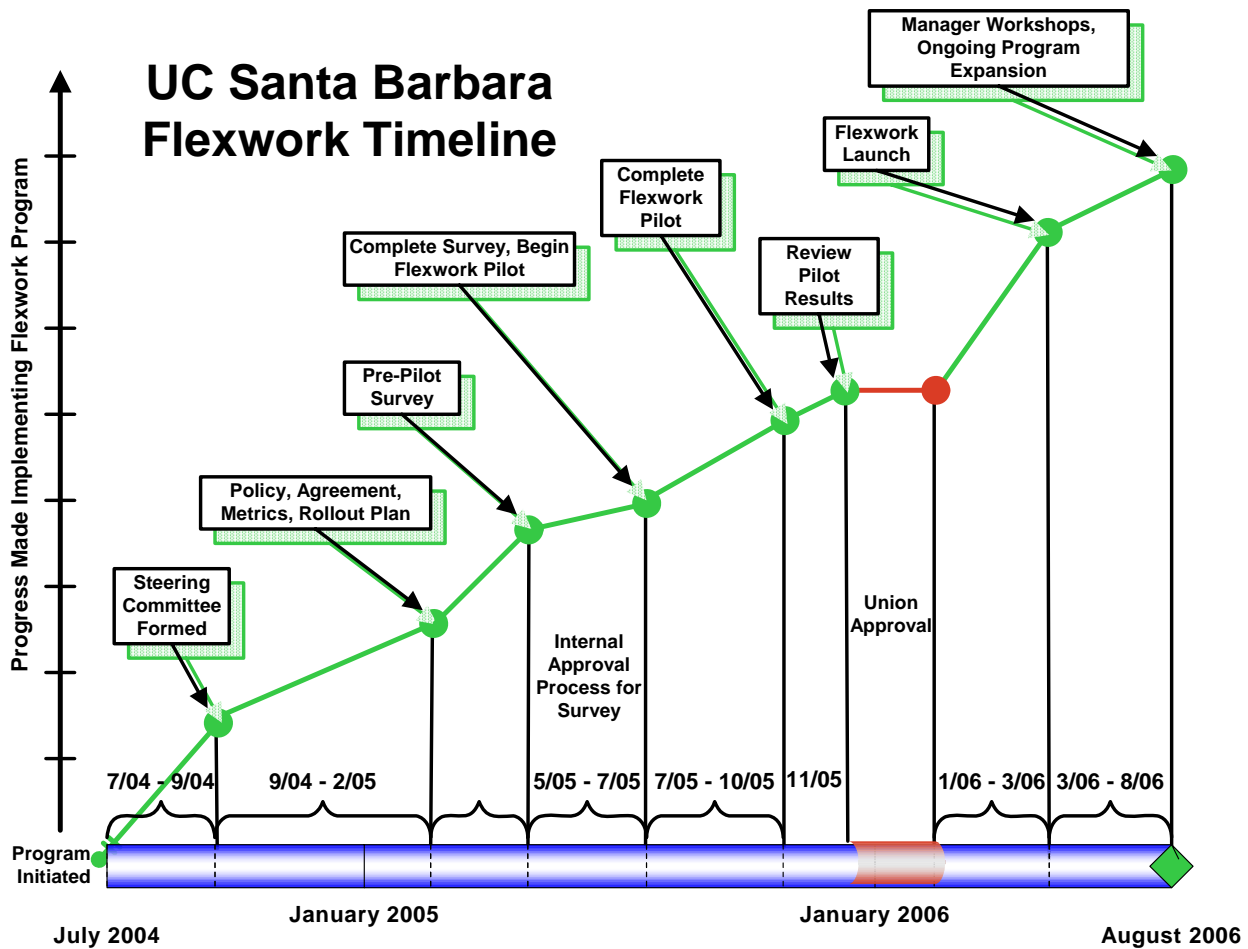 UC Santa Barbara
Flexwork Timeline
Progress Made Implementing Flexwork Program
Manager Workshops,
Ongoing Program
Expansion
Flexwork
Launch
Complete
Flexwork
Pilot
Review
Pilot
Results
Complete Survey, Begin
Flexwork Pilot
Pre-Pilot
Survey
Policy, Agreement,
Metrics, Rollout Plan
Steering
Committee
Formed
Internal
Approval
Process for
Survey
Union
Approval
7/04 - 9/04
9/04 - 2/05
5/05 - 7/05
7/05 - 10/05
11/05
1/06 - 3/06
3/06 - 8/06
Program
Initiated
July 2004
January 2005
January 2006
August 2006